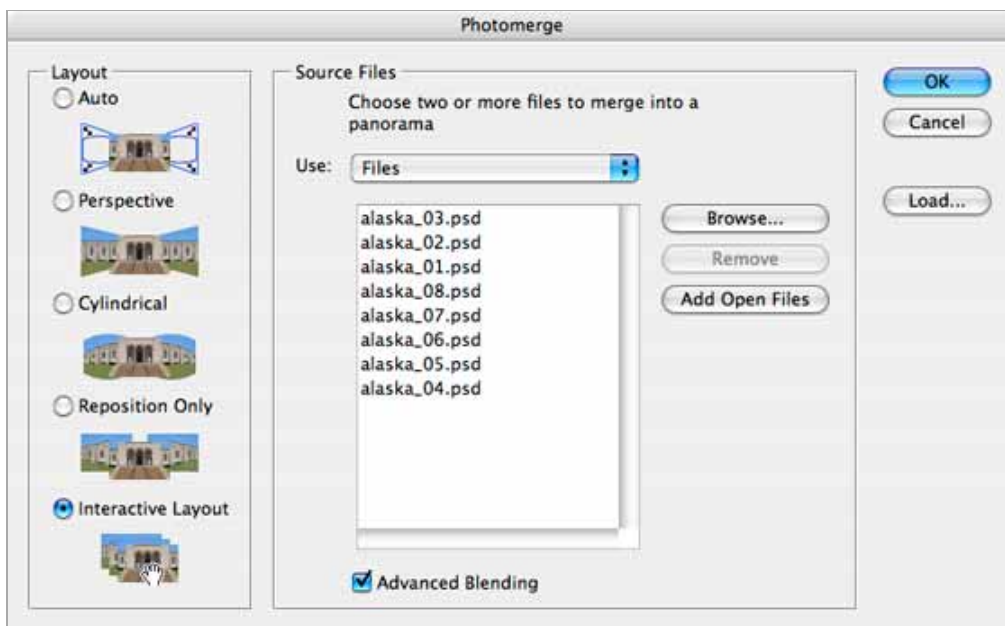 Photomerge
Layout
Auto
Perspective
Cylindrical
Reposition Only
Interactive Layout
Source Files
Choose two or more files to merge into a
panorama
Use: Files
alaska_03.psd
alaska_02.psd
alaska_01.psd
alaska_08.psd
alaska_07.psd
alaska_06.psd
alaska_05.psd
alaska_04.psd
Browse...
Remove
Add Open Files
Advanced Blending
OK
Cancel
Load...